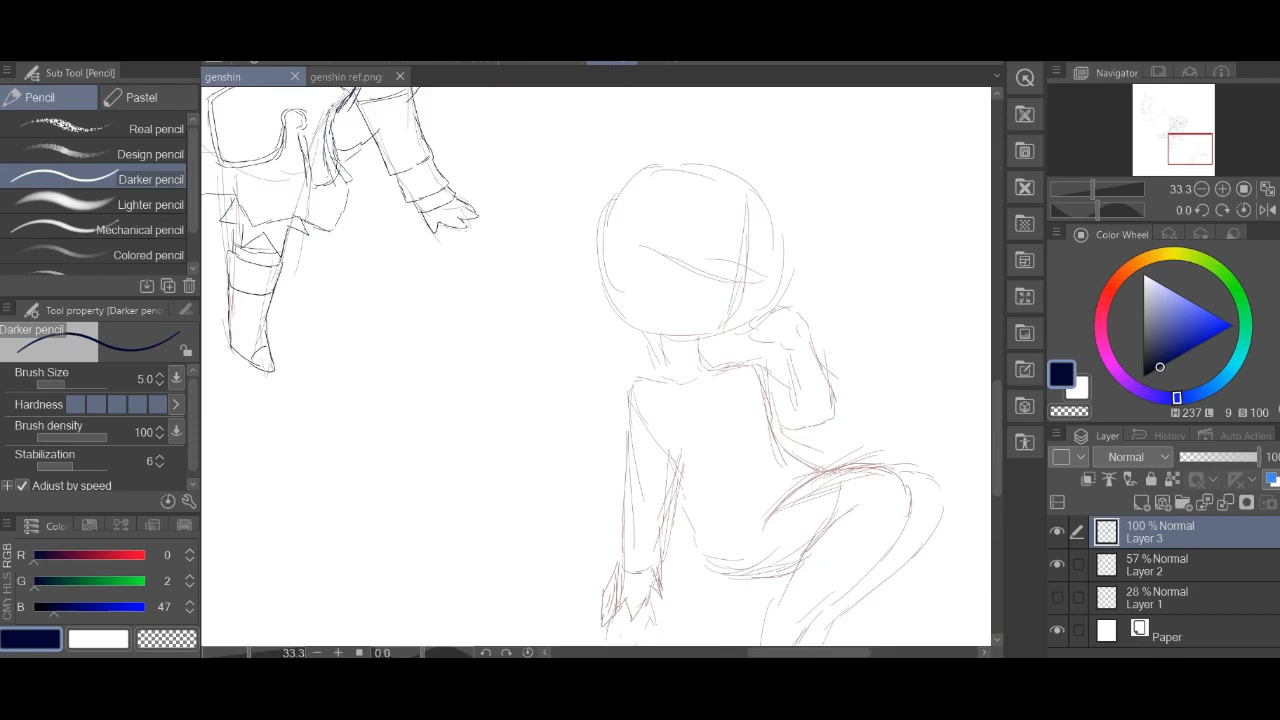 Sub Tool [Pencil]
genshin
genshin ref.png
Navigator
Pencil
Pastel
Real pencil
Design pencil
Darker pencil
Lighter pencil
Mechanical pencil
Colored pencil
33.3
0.0
Color Wheel
Tool property [Darker penc
Darker pencil
Brush Size
5.0
Hardness
Brush density
100
Stabilization
6
Adjust by speed
H 237 L 9 S 100
Layer
History
Auto Action
Normal
100
Colo
RGB
HLS
CMY
R
0
G
2
B
47
100 % Normal
Layer 3
57 % Normal
Layer 2
28 % Normal
Layer 1
Paper
33.3
0.0